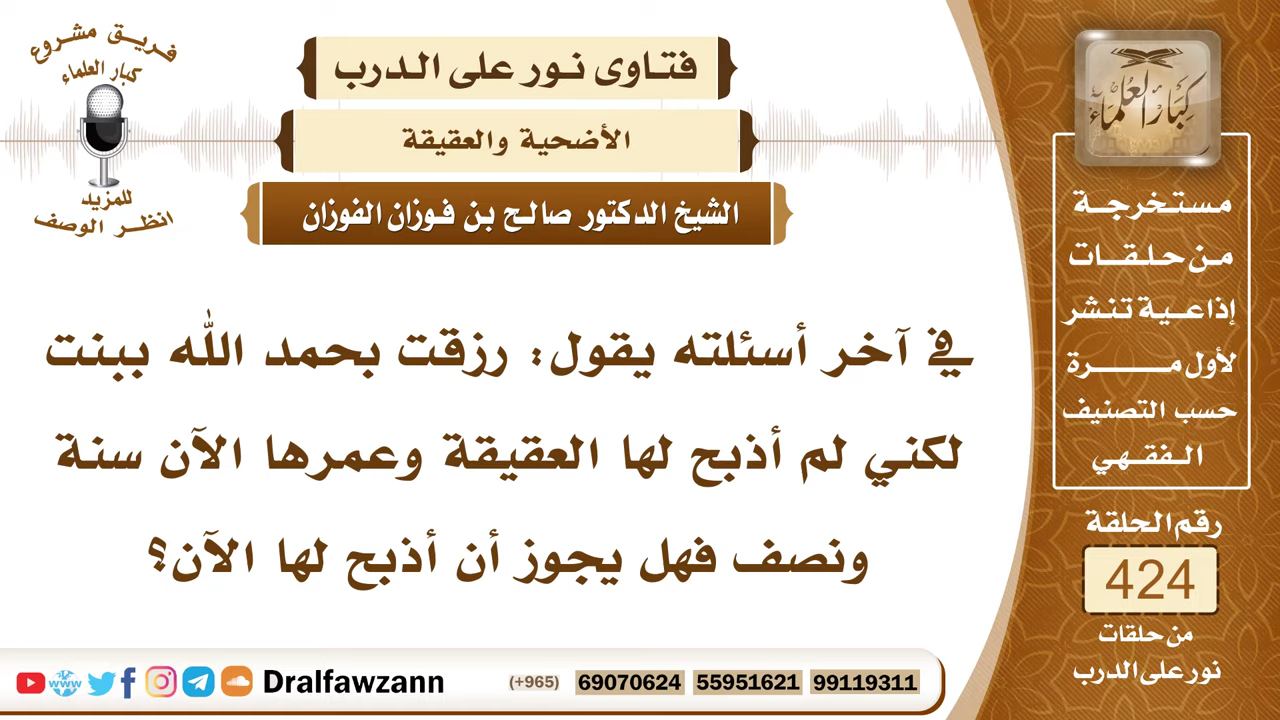 فريق مشروع
كبار العلماء
للمزيد
انظر الوصف
فتاوى نور على الدرب
الأضحية والعقيقة
الشيخ الدكتور صالح بن فوزان الفوزان
في آخر أسئلته يقول: رزقت بحمد الله ببنت
لكني لم أذبح لها العقيقة وعمرها الآن سنة
ونصف فهل يجوز أن أذبح لها الآن؟
كبار العلماء
مستخرجة
من حلقات
إذاعية تنشر
لأول مرة
حسب التصنيف
الفقهي
رقم الحلقة
424
من حلقات
نور على الدرب
www
Dralfawzann
(+965) 69070624 55951621 99119311